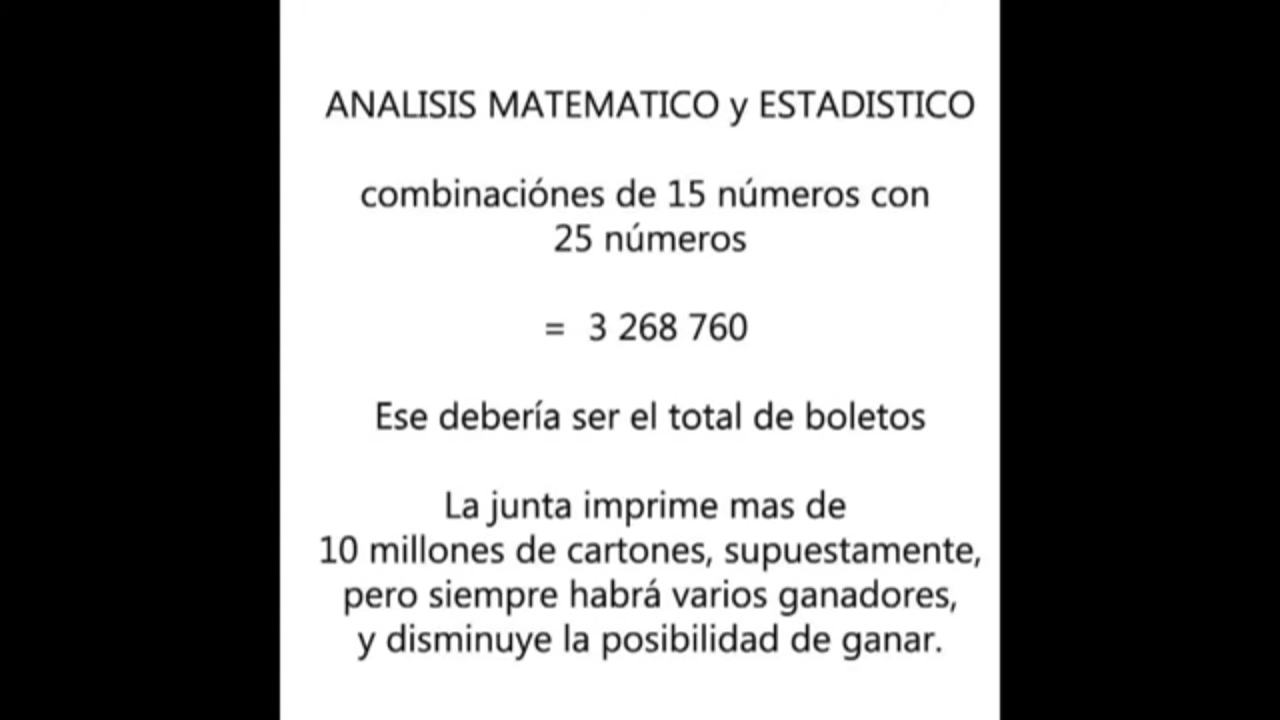 ANALISIS MATEMATICO y ESTADISTICO
combinaciónes de 15 números con
25 números
= 3 268 760
Ese debería ser el total de boletos
La junta imprime mas de
10 millones de cartones, supuestamente,
pero siempre habrá varios ganadores,
y disminuye la posibilidad de ganar.